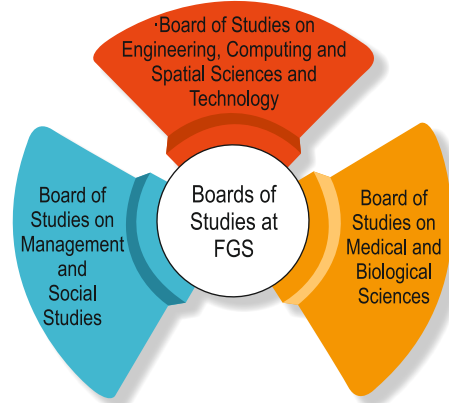 ·Board of Studies on
Engineering, Computing and
Spatial Sciences and
Technology
Board of
Studies on
Management
and
Social
Studies
Boards of
Studies at
FGS
Board of
Studies on
Medical and
Biological
Sciences